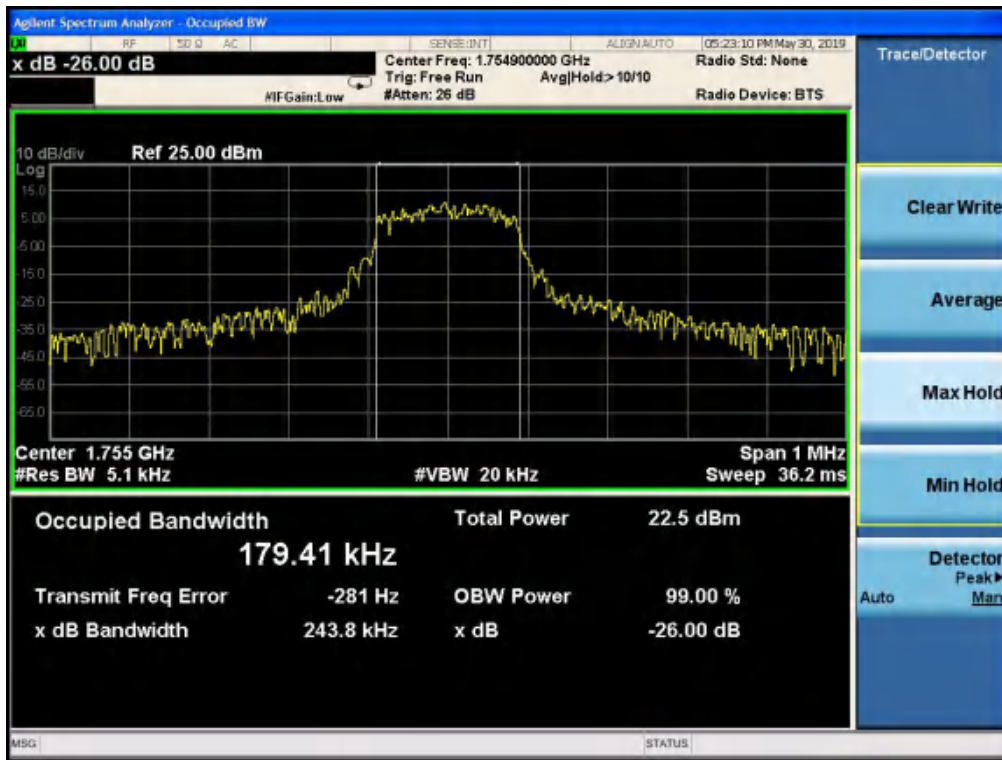 Agilent Spectrum Analyzer - Occupied BW
LXI RF 50 Ω AC SENSE:INT ALIGN AUTO 05:23:10 PM May 30, 2019
x dB -26.00 dB Center Freq: 1.754900000 GHz Radio Std: None Trace/Detector
Trig: Free Run Avg|Hold:> 10/10
#IFGain:Low #Atten: 26 dB Radio Device: BTS
10 dB/div Ref 25.00 dBm
Log
15.0
5.00
-5.00
-15.0
-25.0
-35.0
-45.0
-55.0
-65.0
Center 1.755 GHz Span 1 MHz
#Res BW 5.1 kHz #VBW 20 kHz Sweep 36.2 ms
Occupied Bandwidth Total Power 22.5 dBm
179.41 kHz
Transmit Freq Error -281 Hz OBW Power 99.00 %
x dB Bandwidth 243.8 kHz x dB -26.00 dB
Clear Write
Average
Max Hold
Min Hold
Detector
Peak▶
Auto Man
MSG STATUS